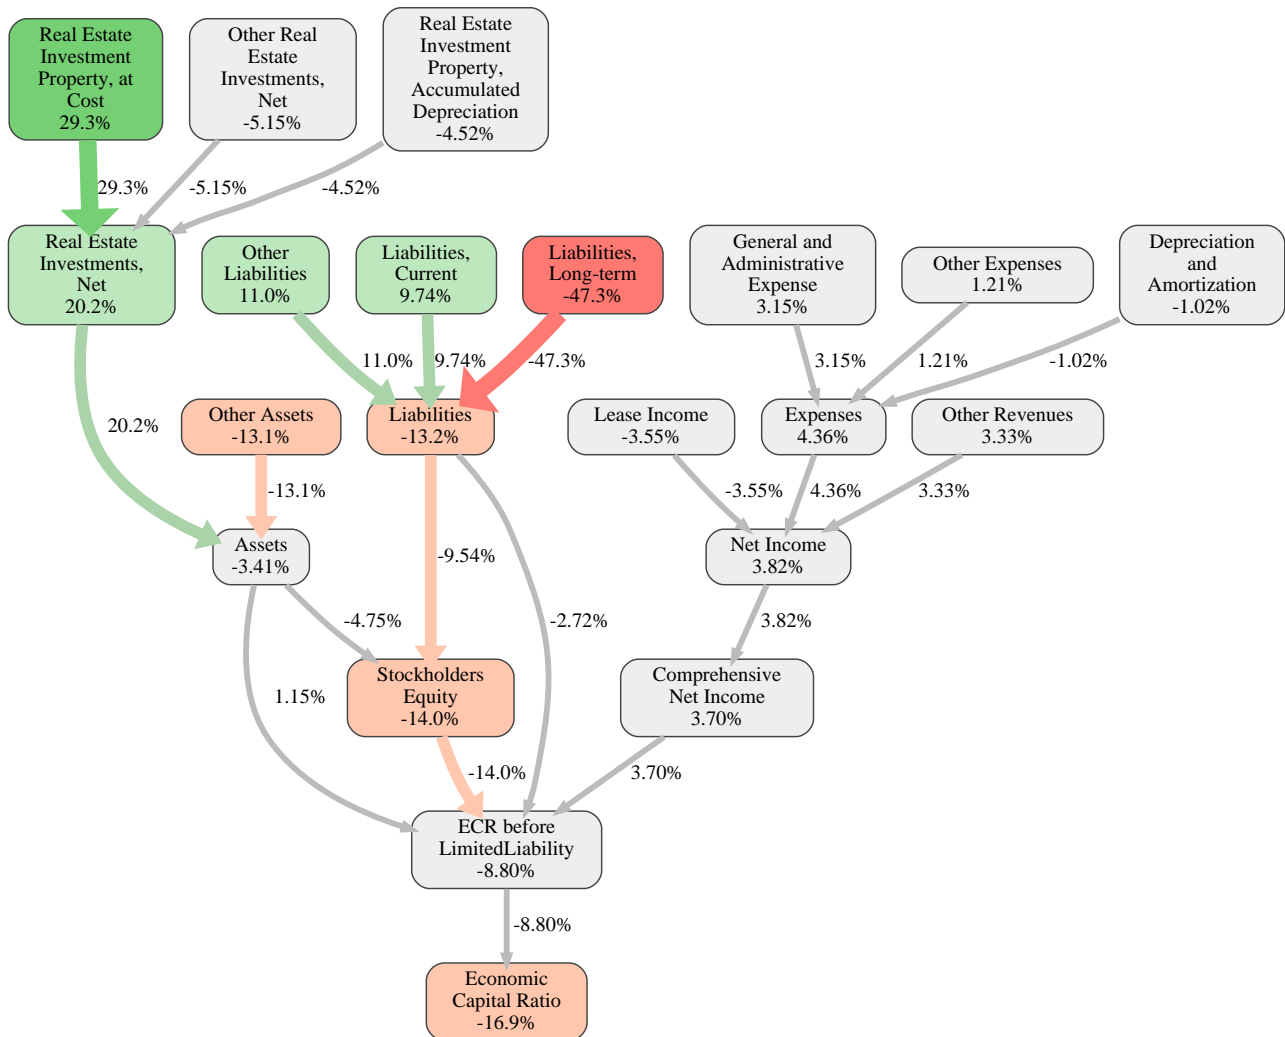 Real Estate
Investment
Property, at
Cost
29.3%
Other Real
Estate
Investments,
Net
-5.15%
Real Estate
Investment
Property,
Accumulated
Depreciation
-4.52%
29.3%
-5.15%
-4.52%
Real Estate
Investments,
Net
20.2%
Other
Liabilities
11.0%
Liabilities,
Current
9.74%
Liabilities,
Long-term
-47.3%
General and
Administrative
Expense
3.15%
Other Expenses
1.21%
Depreciation
and
Amortization
-1.02%
11.0%
9.74%
-47.3%
3.15%
1.21%
-1.02%
20.2%
Other Assets
-13.1%
Liabilities
-13.2%
Lease Income
-3.55%
Expenses
4.36%
Other Revenues
3.33%
-13.1%
-9.54%
-2.72%
-3.55%
4.36%
3.33%
Assets
-3.41%
Net Income
3.82%
-4.75%
1.15%
3.82%
Stockholders
Equity
-14.0%
Comprehensive
Net Income
3.70%
-14.0%
3.70%
ECR before
LimitedLiability
-8.80%
-8.80%
Economic
Capital Ratio
-16.9%